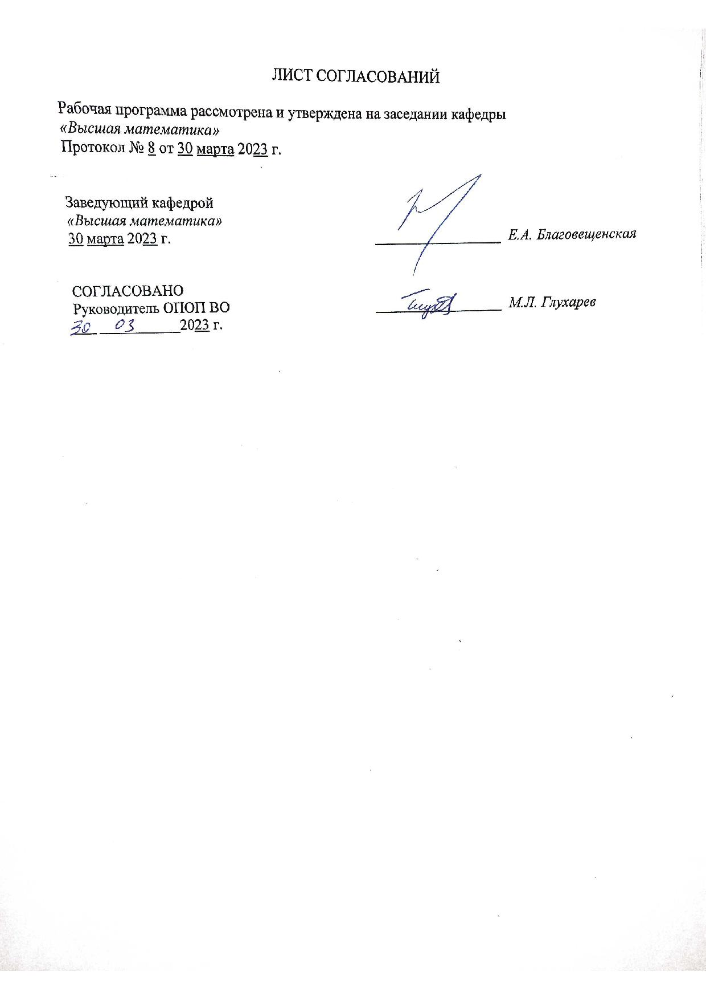 ЛИСТ СОГЛАСОВАНИЙ
Рабочая программа рассмотрена и утверждена на заседании кафедры
«Высшая математика»
Протокол № 8 от 30 марта 2023 г.
Заведующий кафедрой
«Высшая математика»
30 марта 2023 г.
Е.А. Благовещенская
СОГЛАСОВАНО
Руководитель ОПОП ВО
М.Л. Глухарев
30 03 2023 г.